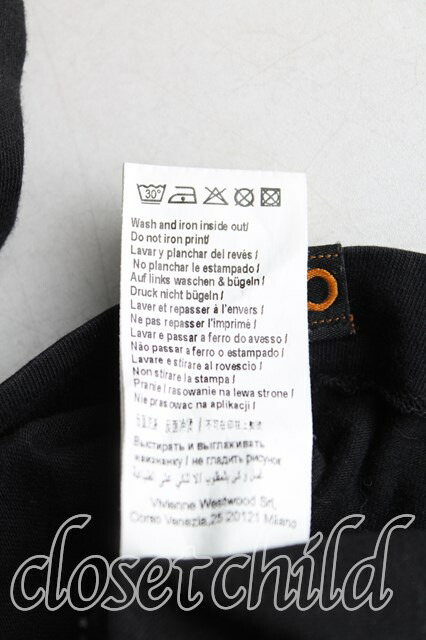 30°
Wash and iron inside out/
Do not iron print/
Lavar y planchar del revés /
No planchar le estampado /
Auf links waschen & bügeln /
Druck nicht bügeln /
Laver et repasser à l'envers /
Ne pas repasser l'imprimé /
Lavar e passar a ferro do avesso /
Não passar a ferro o estampado /
Lavare e stirare al rovescio /
Non stirare la stampa /
Pranie / rasowanie na lewa strone /
Nie prasowac na aplikacji /
Выстирать и выглаживать
наизнанку / не гладить рисунок
Vivienne Westwood Srl,
Corso Venezia, 25 20121 Milano
closetchild